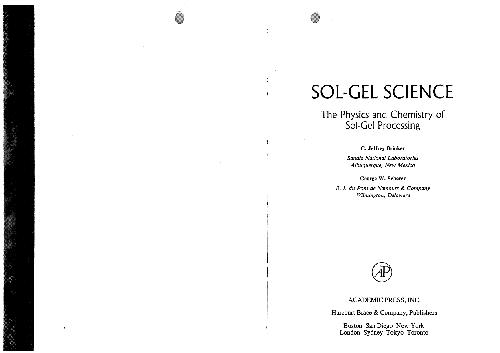 SOL-GEL SCIENCE
The Physics and Chemistry of
Sol-Gel Processing
C. Jeffrey Brinker
Sandia National Laboratories
Albuquerque, New Mexico
George W. Scherer
E. I. du Pont de Nemours & Company
Wilmington, Delaware
AP
ACADEMIC PRESS, INC.
Harcourt Brace & Company, Publishers
Boston San Diego New York
London Sydney Tokyo Toronto